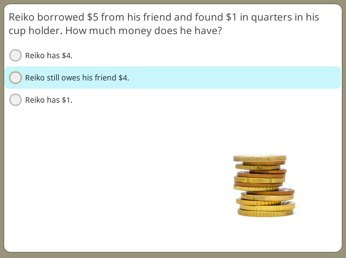 Reiko borrowed $5 from his friend and found $1 in quarters in his
cup holder. How much money does he have?
Reiko has $4.
Reiko still owes his friend $4.
Reiko has $1.